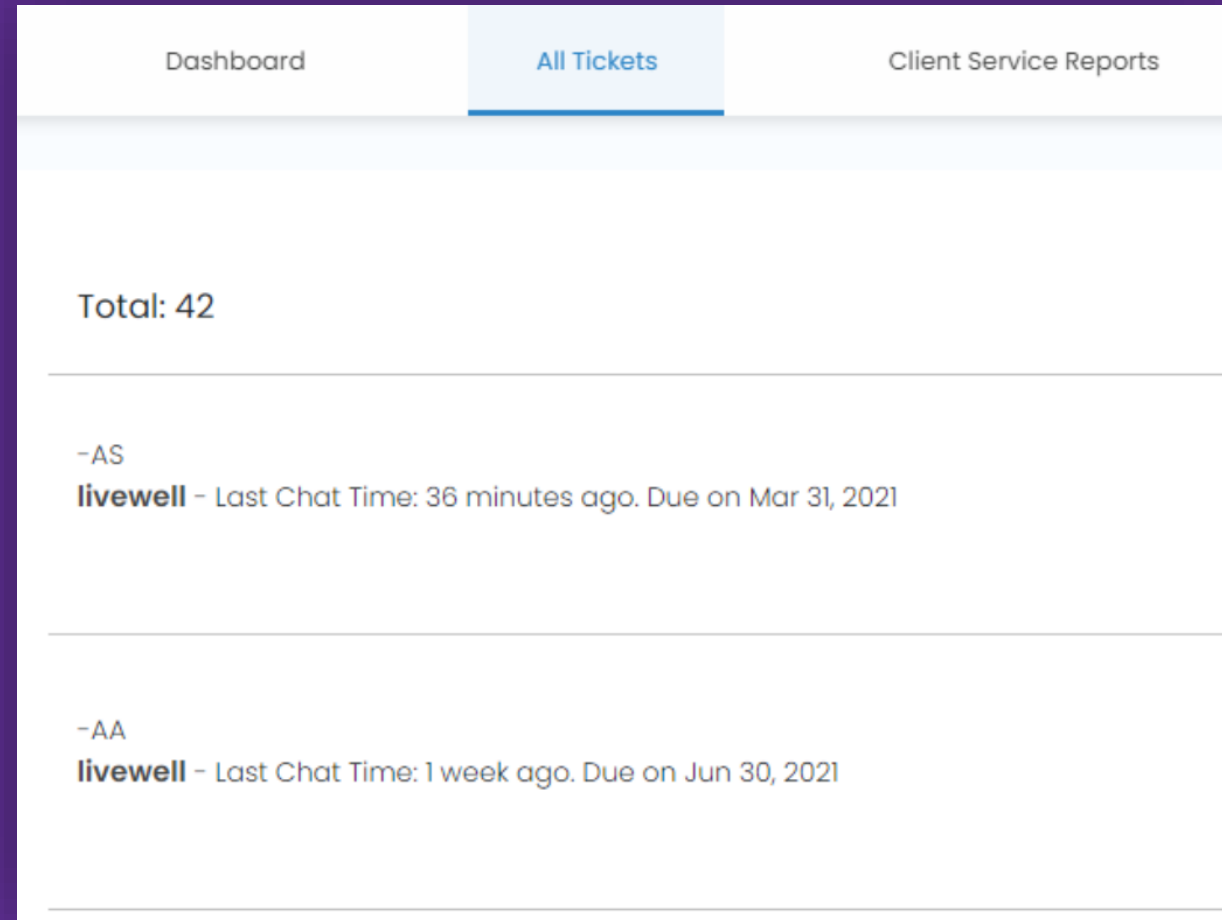 Dashboard All Tickets Client Service Reports
Total: 42
-AS
livewell - Last Chat Time: 36 minutes ago. Due on Mar 31, 2021
-AA
livewell - Last Chat Time: 1 week ago. Due on Jun 30, 2021